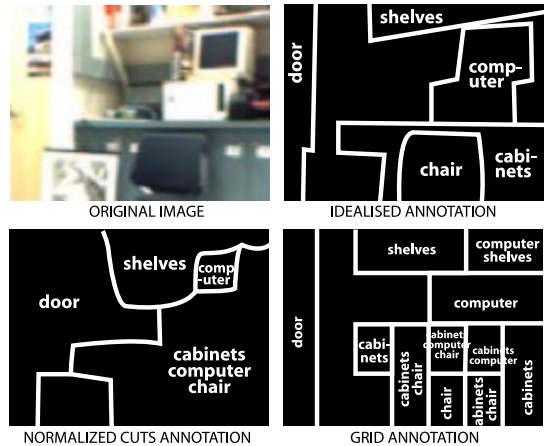 shelves
door
comp-
uter
chair
cabi-
nets
ORIGINAL IMAGE
IDEALISED ANNOTATION
shelves
comp
-uter
door
cabinets
computer
chair
NORMALIZED CUTS ANNOTATION
shelves
computer
shelves
door
computer
cabi-
nets
cabinets
chair
cabinets
computer
chair
cabinets
computer
chair
cabinets
chair
cabinets
GRID ANNOTATION